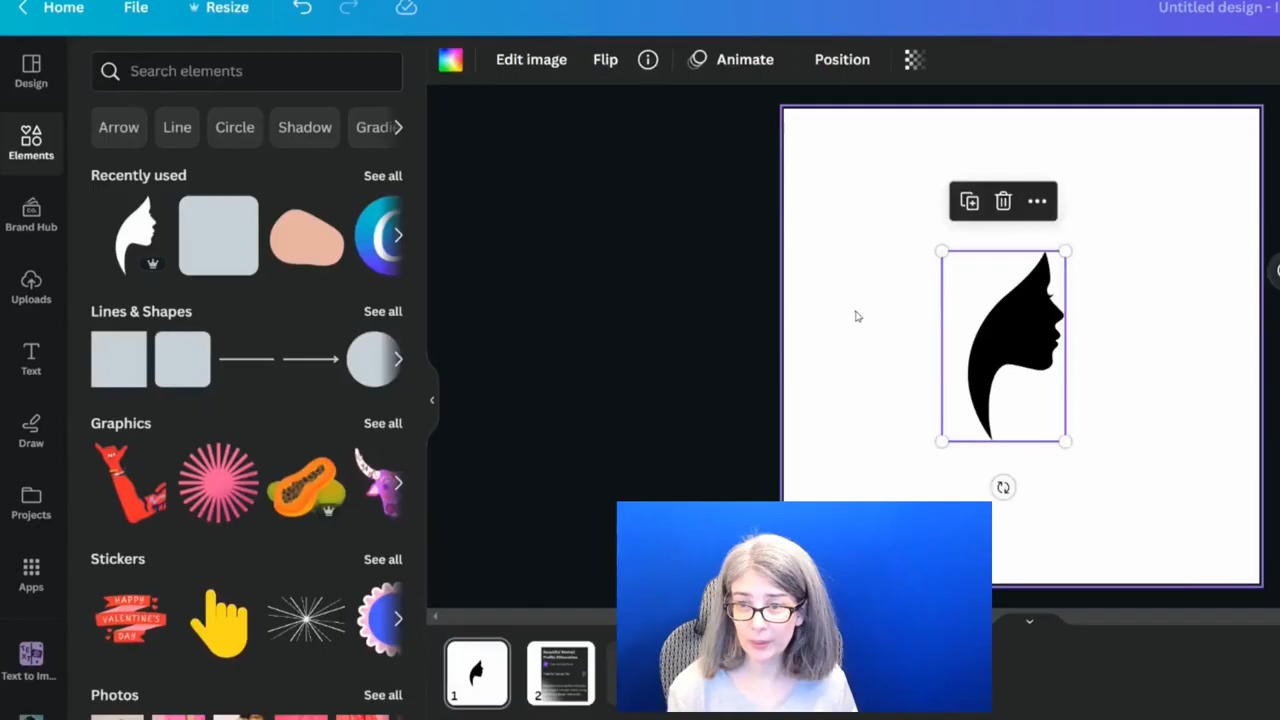 Home
File
Resize
Untitled design - I
Design
Elements
Brand Hub
Uploads
Text
Draw
Projects
Apps
Text to Im...
Search elements
Arrow
Line
Circle
Shadow
Gradi
Recently used
See all
Lines & Shapes
See all
Graphics
See all
Stickers
See all
HAPPY
VALENTINE'S
DAY
Photos
See all
Edit image
Flip
Animate
Position
1
2